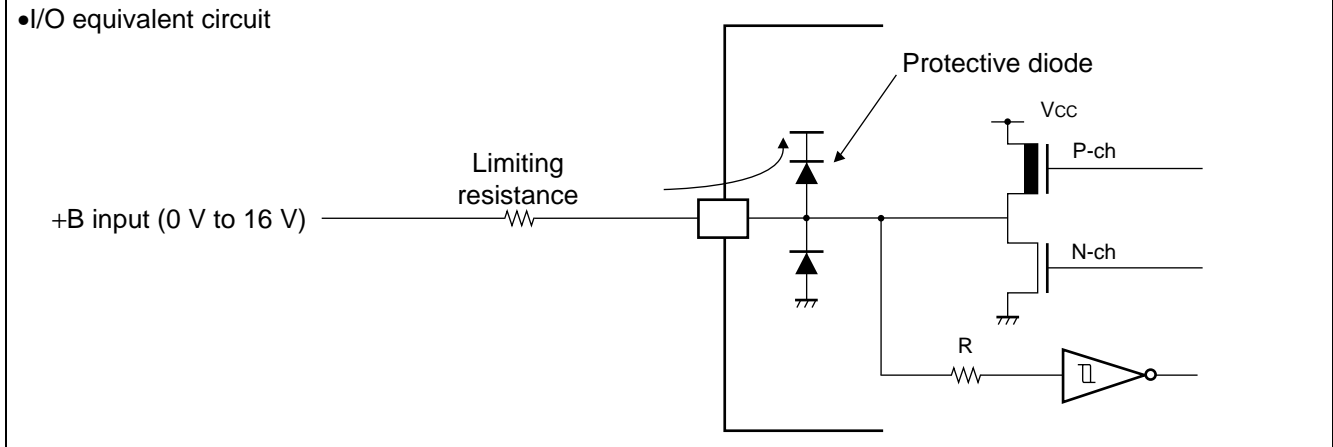 •I/O equivalent circuit
Protective diode
Vcc
P-ch
Limiting
resistance
+B input (0 V to 16 V)
N-ch
R